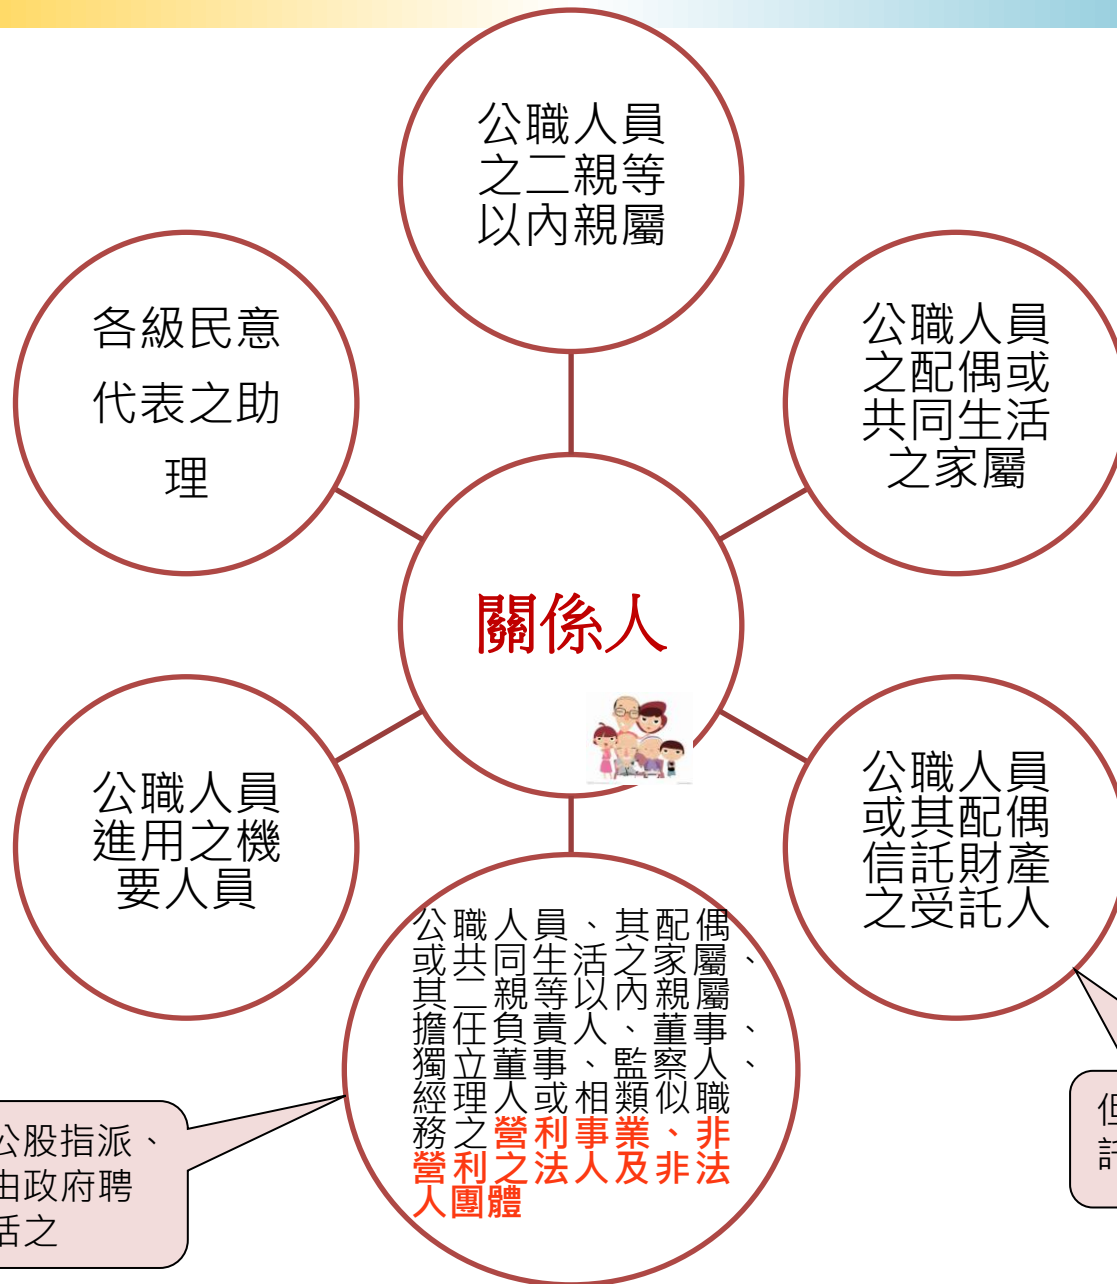 公職人員
之二親等
以內親屬
各級民意
代表之助
理
公職人員
之配偶或
共同生活
之家屬
關係人
公職人員
進用之機
要人員
公職人員
或其配偶
信託財產
之受託人
公職人員、其配偶
或共同生活之家屬、
其二親等以內親屬
擔任負責人、董事、
獨立董事、監察人、
經理人或相類似職
務之營利事業、非
營利之法人及非法
人團體
公股指派、
由政府聘
括之
但
託